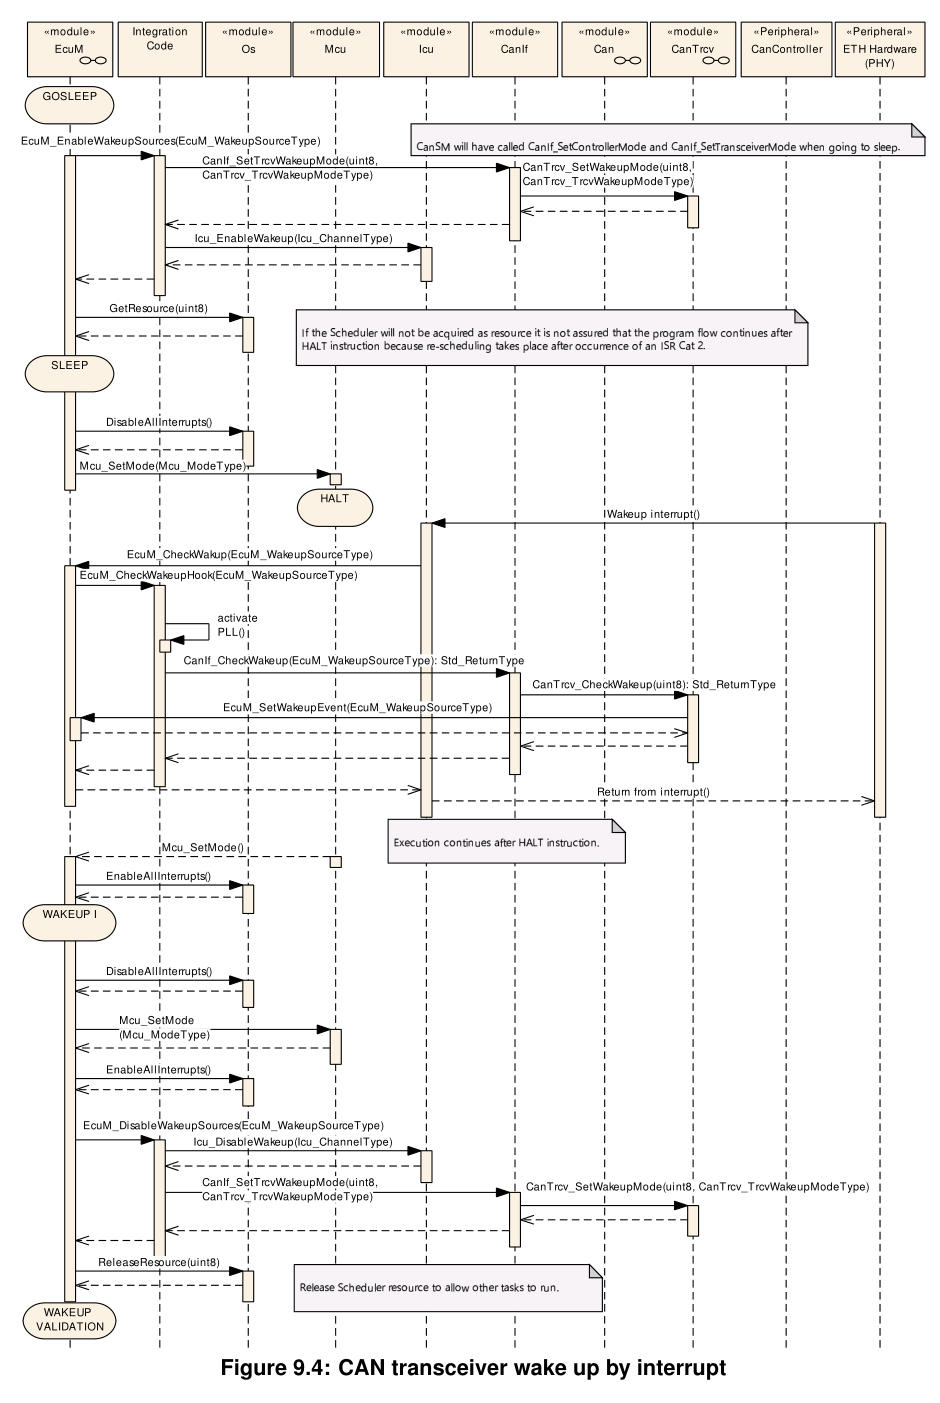 «module»
EcuM
Integration
Code
«module»
Os
«module»
Mcu
«module»
Icu
«module»
CanIf
«module»
Can
«module»
CanTrcv
«Peripheral»
CanController
«Peripheral»
ETH Hardware
(PHY)
GOSLEEP
EcuM_EnableWakeupSources(EcuM_WakeupSourceType)
CanSM will have called CanIf_SetControllerMode and CanIf_SetTransceiverMode when going to sleep.
CanIf_SetTrcvWakeupMode(uint8,
CanTrcv_TrcvWakeupModeType)
CanTrcv_SetWakeupMode(uint8,
CanTrcv_TrcvWakeupModeType)
Icu_EnableWakeup(Icu_ChannelType)
GetResource(uint8)
If the Scheduler will not be acquired as resource it is not assured that the program flow continues after
HALT instruction because re-scheduling takes place after occurrence of an ISR Cat 2.
SLEEP
DisableAllInterrupts()
Mcu_SetMode(Mcu_ModeType)
HALT
Wakeup interrupt()
EcuM_CheckWakup(EcuM_WakeupSourceType)
EcuM_CheckWakeupHook(EcuM_WakeupSourceType)
activate
PLL()
CanIf_CheckWakeup(EcuM_WakeupSourceType): Std_ReturnType
CanTrcv_CheckWakeup(uint8): Std_ReturnType
EcuM_SetWakeupEvent(EcuM_WakeupSourceType)
Return from interrupt()
Execution continues after HALT instruction.
Mcu_SetMode()
EnableAllInterrupts()
WAKEUP I
DisableAllInterrupts()
Mcu_SetMode
(Mcu_ModeType)
EnableAllInterrupts()
EcuM_DisableWakeupSources(EcuM_WakeupSourceType)
Icu_DisableWakeup(Icu_ChannelType)
CanIf_SetTrcvWakeupMode(uint8,
CanTrcv_TrcvWakeupModeType)
CanTrcv_SetWakeupMode(uint8, CanTrcv_TrcvWakeupModeType)
ReleaseResource(uint8)
Release Scheduler resource to allow other tasks to run.
WAKEUP
VALIDATION
Figure 9.4: CAN transceiver wake up by interrupt